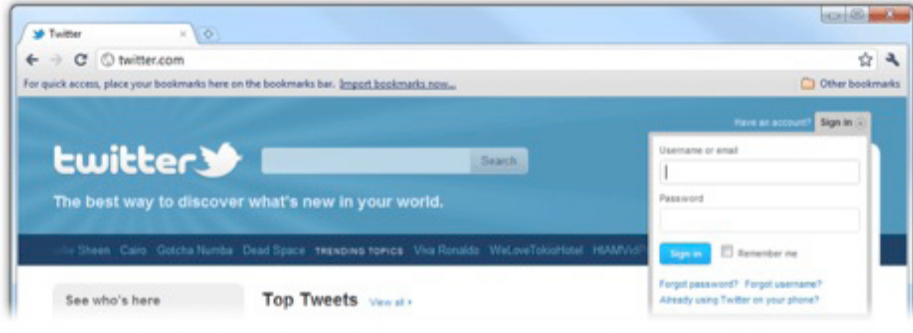 Twitter
twitter.com
For quick access, place your bookmarks here on the bookmarks bar. Import bookmarks now...
Other bookmarks
Have an account? Sign in
twitter
Search
The best way to discover what's new in your world.
Sheen Cairo Gotcha Numba Dead Space TRENDING TOPICS Viva Ronaldo WeLoveTokioHotel
Username or email
Password
Sign in Remember me
Forgot password? Forgot username?
Already using Twitter on your phone?
See who's here
Top Tweets View all